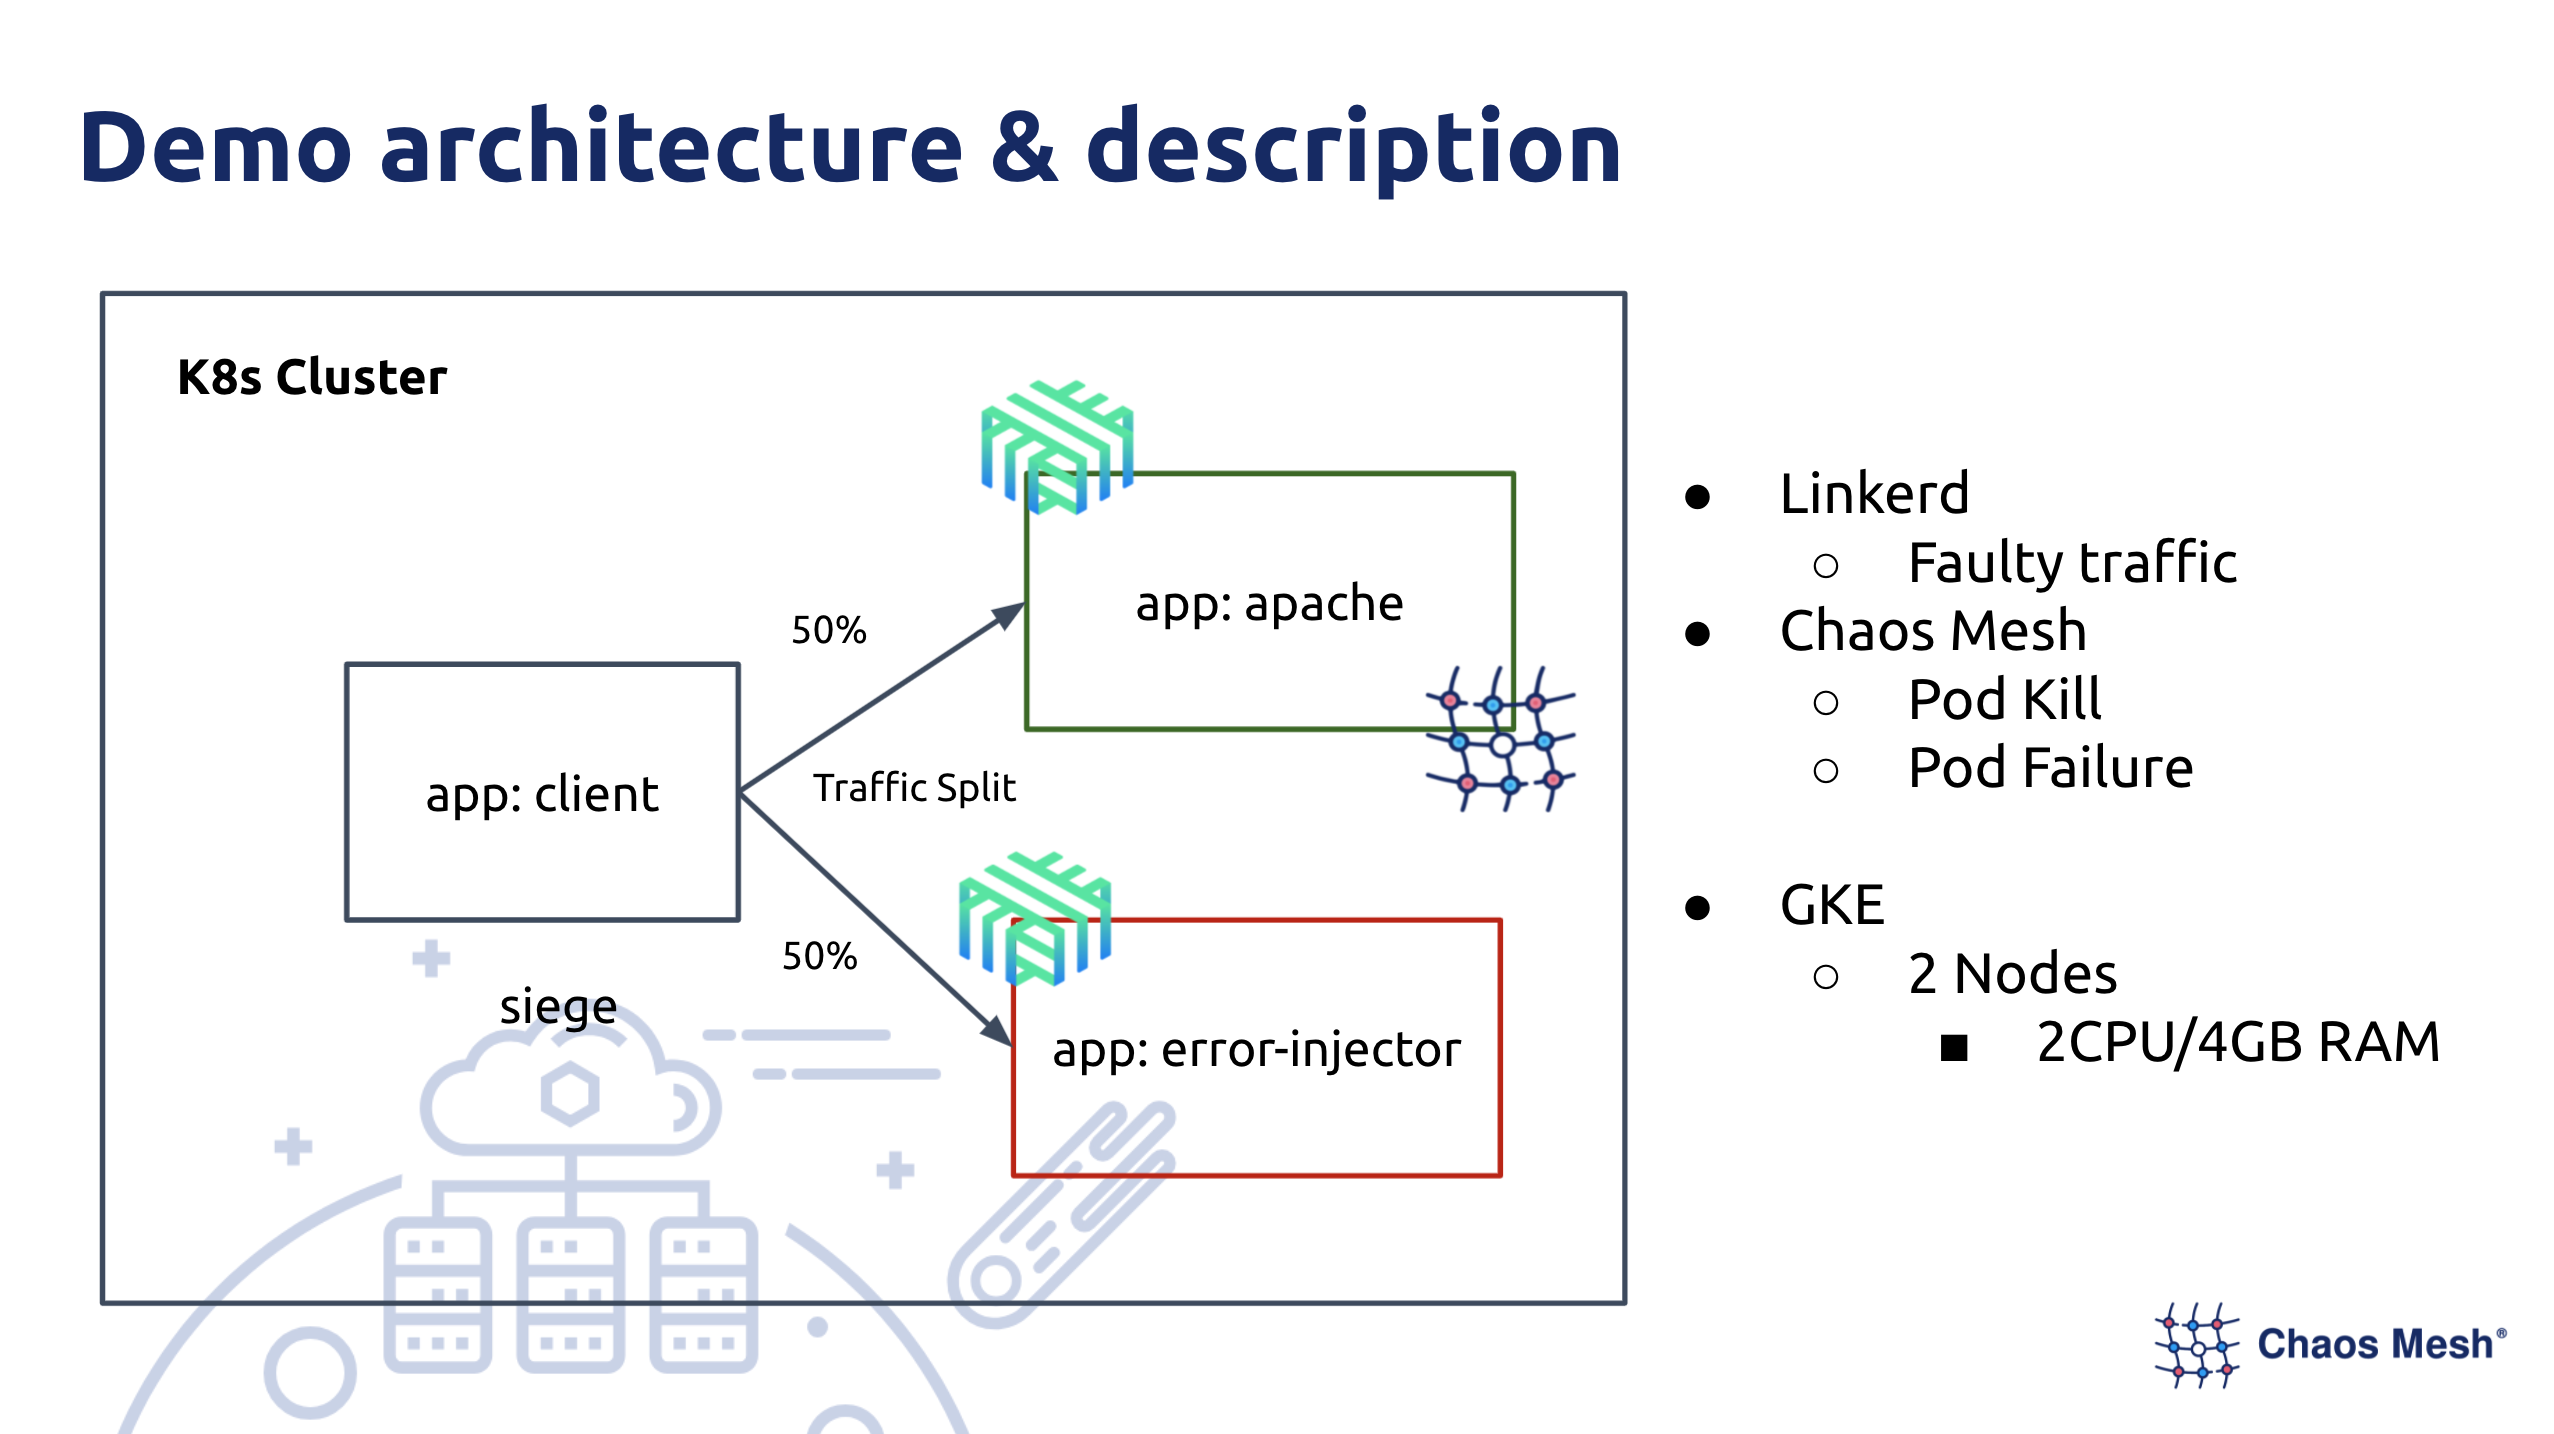 Demo architecture & description
K8s Cluster
app: apache
50%
app: client
Traffic Split
50%
siege
app: error-injector
● Linkerd
○ Faulty traffic
● Chaos Mesh
○ Pod Kill
○ Pod Failure
● GKE
○ 2 Nodes
■ 2CPU/4GB RAM
Chaos Mesh®